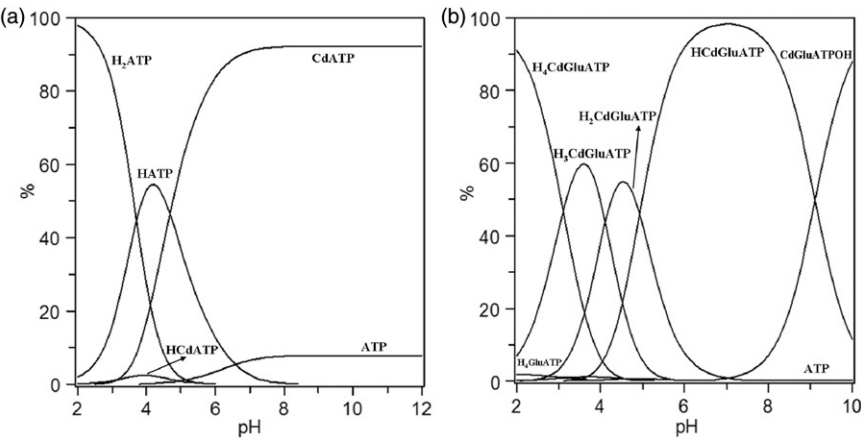 (a)
100
80
60
40
20
0
%
H₂ATP
CdATP
HATP
HCdATP
ATP
2 4 6 8 10 12
pH
(b)
100
80
60
40
20
0
%
H₄CdGluATP
HCdGluATP
CdGluATPOH
H₂CdGluATP
H₃CdGluATP
H₄GluATP
ATP
2 4 6 8 10
pH